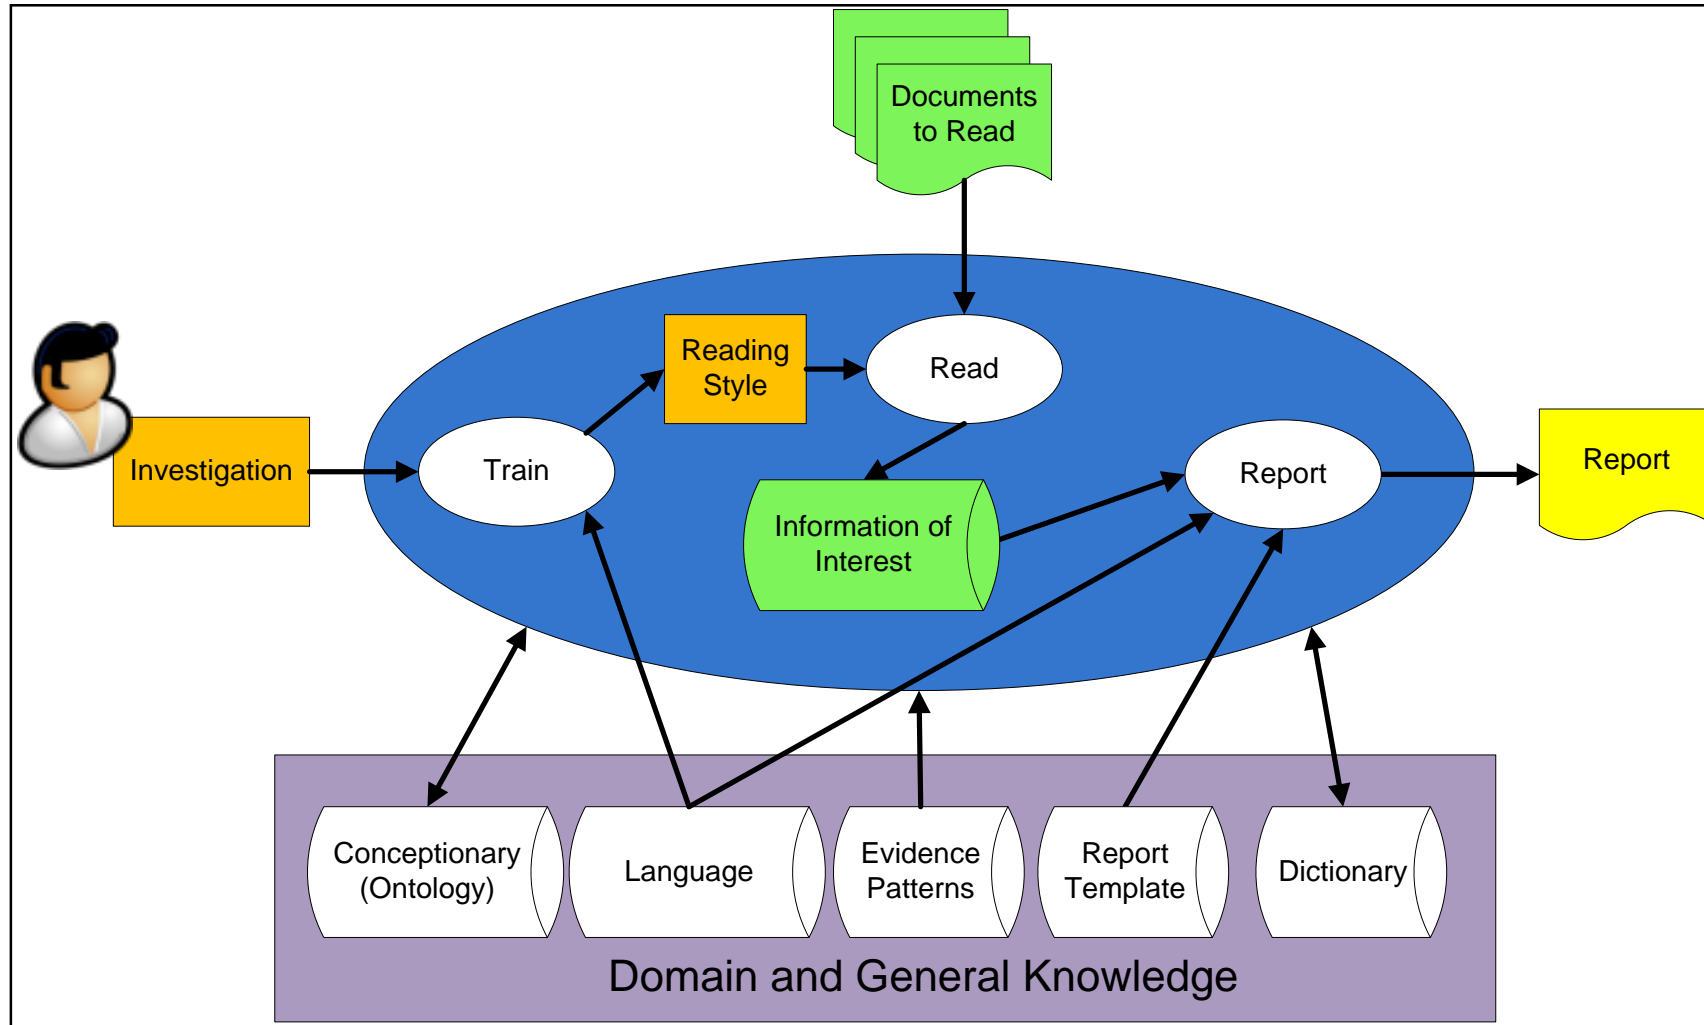 Documents
to Read
Reading
Style
Read
Investigation
Train
Report
Report
Information of
Interest
Conceptionary
(Ontology)
Language
Evidence
Patterns
Report
Template
Dictionary
Domain and General Knowledge